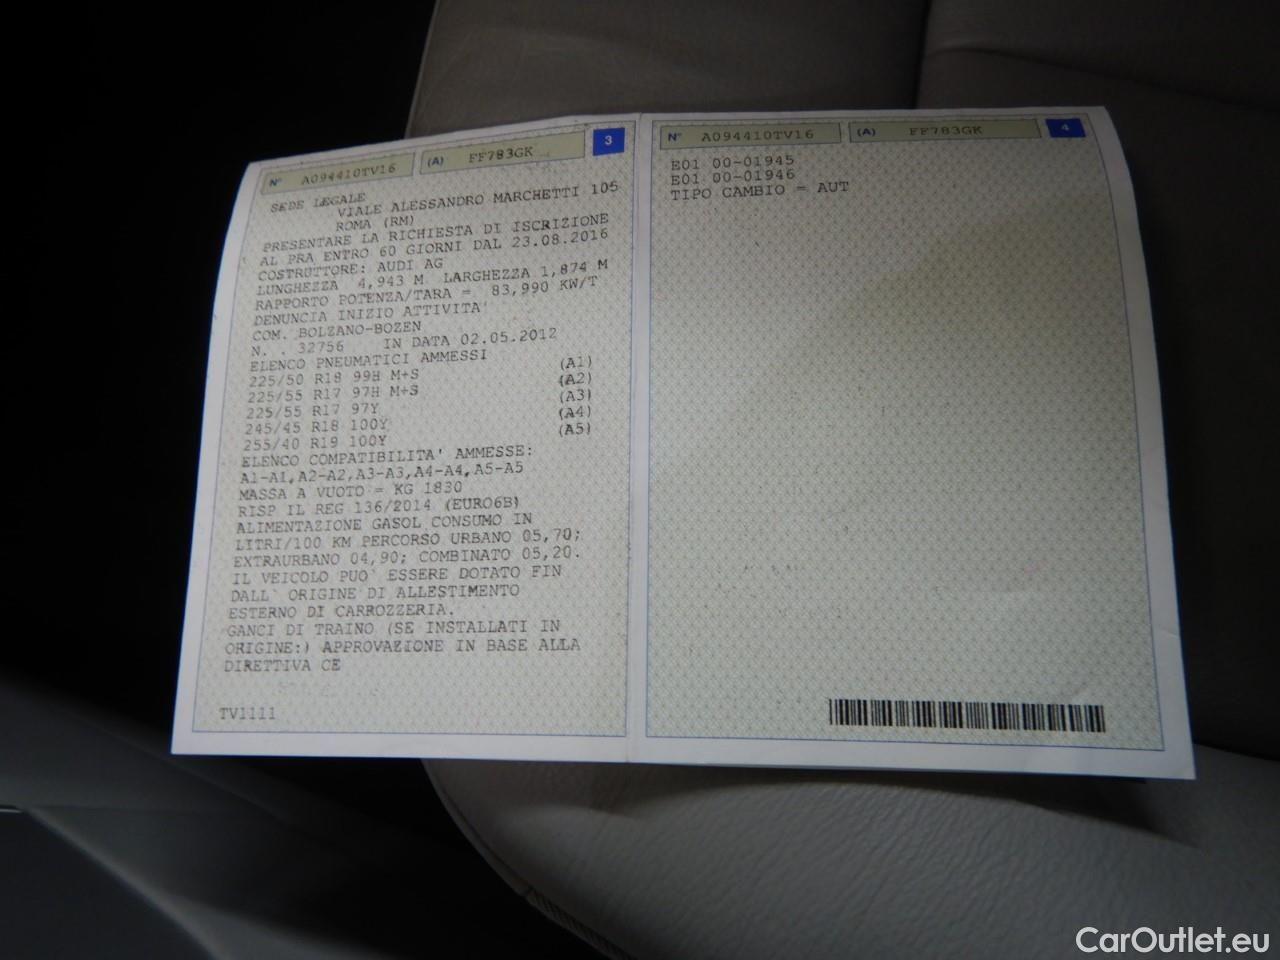 N° A094410TV16 (A) FF783GK 3
SEDE LEGALE
VIALE ALESSANDRO MARCHETTI 105
ROMA (RM)
PRESENTARE LA RICHIESTA DI ISCRIZIONE
AL PRA ENTRO 60 GIORNI DAL 23.08.2016
COSTRUTTORE: AUDI AG
LUNGHEZZA 4,943 M LARGHEZZA 1,874 M
RAPPORTO POTENZA/TARA = 83,990 KW/T
DENUNCIA INIZIO ATTIVITA'
COM. BOLZANO-BOZEN
N. . 32756 IN DATA 02.05.2012
ELENCO PNEUMATICI AMMESSI
225/50 R18 99H M+S (A1)
225/55 R17 97H M+S (A2)
225/55 R17 97Y (A3)
245/45 R18 100Y (A4)
255/40 R19 100Y (A5)
ELENCO COMPATIBILITA' AMMESSE:
A1-A1,A2-A2,A3-A3,A4-A4,A5-A5
MASSA A VUOTO = KG 1830
RISP IL REG 136/2014 (EURO6B)
ALIMENTAZIONE GASOL CONSUMO IN
LITRI/100 KM PERCORSO URBANO 05,70;
EXTRAURBANO 04,90; COMBINATO 05,20.
IL VEICOLO PUO' ESSERE DOTATO FIN
DALL' ORIGINE DI ALLESTIMENTO
ESTERNO DI CARROZZERIA.
GANCI DI TRAINO (SE INSTALLATI IN
ORIGINE:) APPROVAZIONE IN BASE ALLA
DIRETTIVA CE
TV1111
N° A094410TV16 (A) FF783GK 4
E01 00-01945
E01 00-01946
TIPO CAMBIO = AUT
CarOutlet.eu